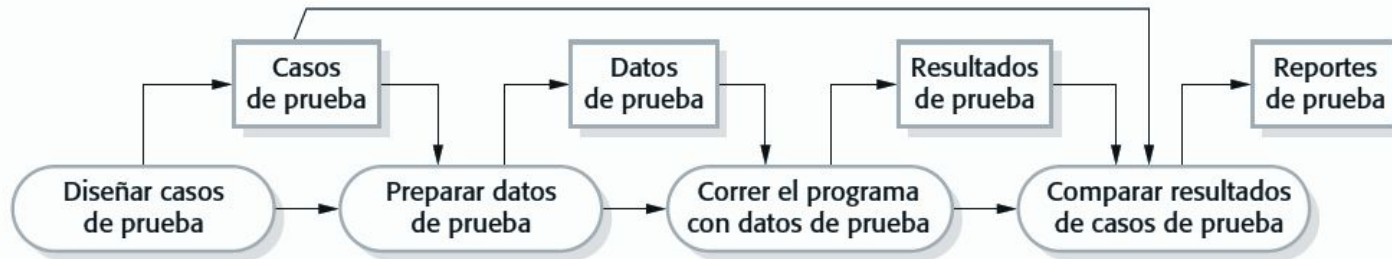 Casos
de prueba
Datos
de prueba
Resultados
de prueba
Reportes
de prueba
Diseñar casos
de prueba
Preparar datos
de prueba
Correr el programa
con datos de prueba
Comparar resultados
de casos de prueba